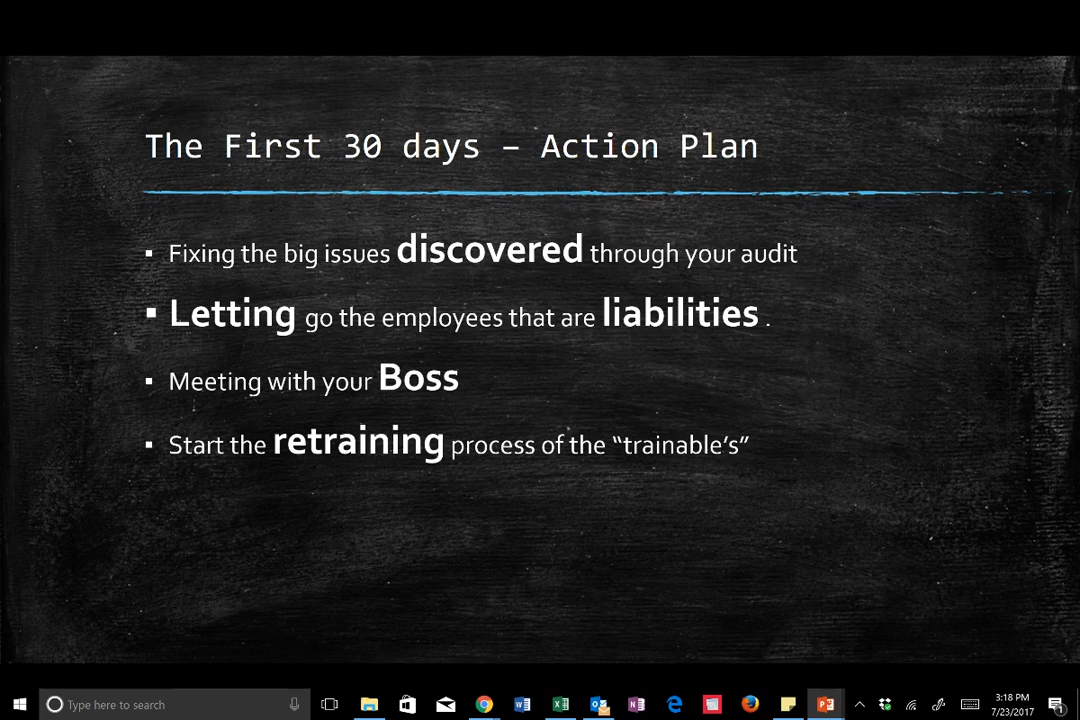 The First 30 days – Action Plan
▪ Fixing the big issues discovered through your audit
▪ Letting go the employees that are liabilities .
▪ Meeting with your Boss
▪ Start the retraining process of the “trainable’s”
Type here to search
3:18 PM
7/23/2017